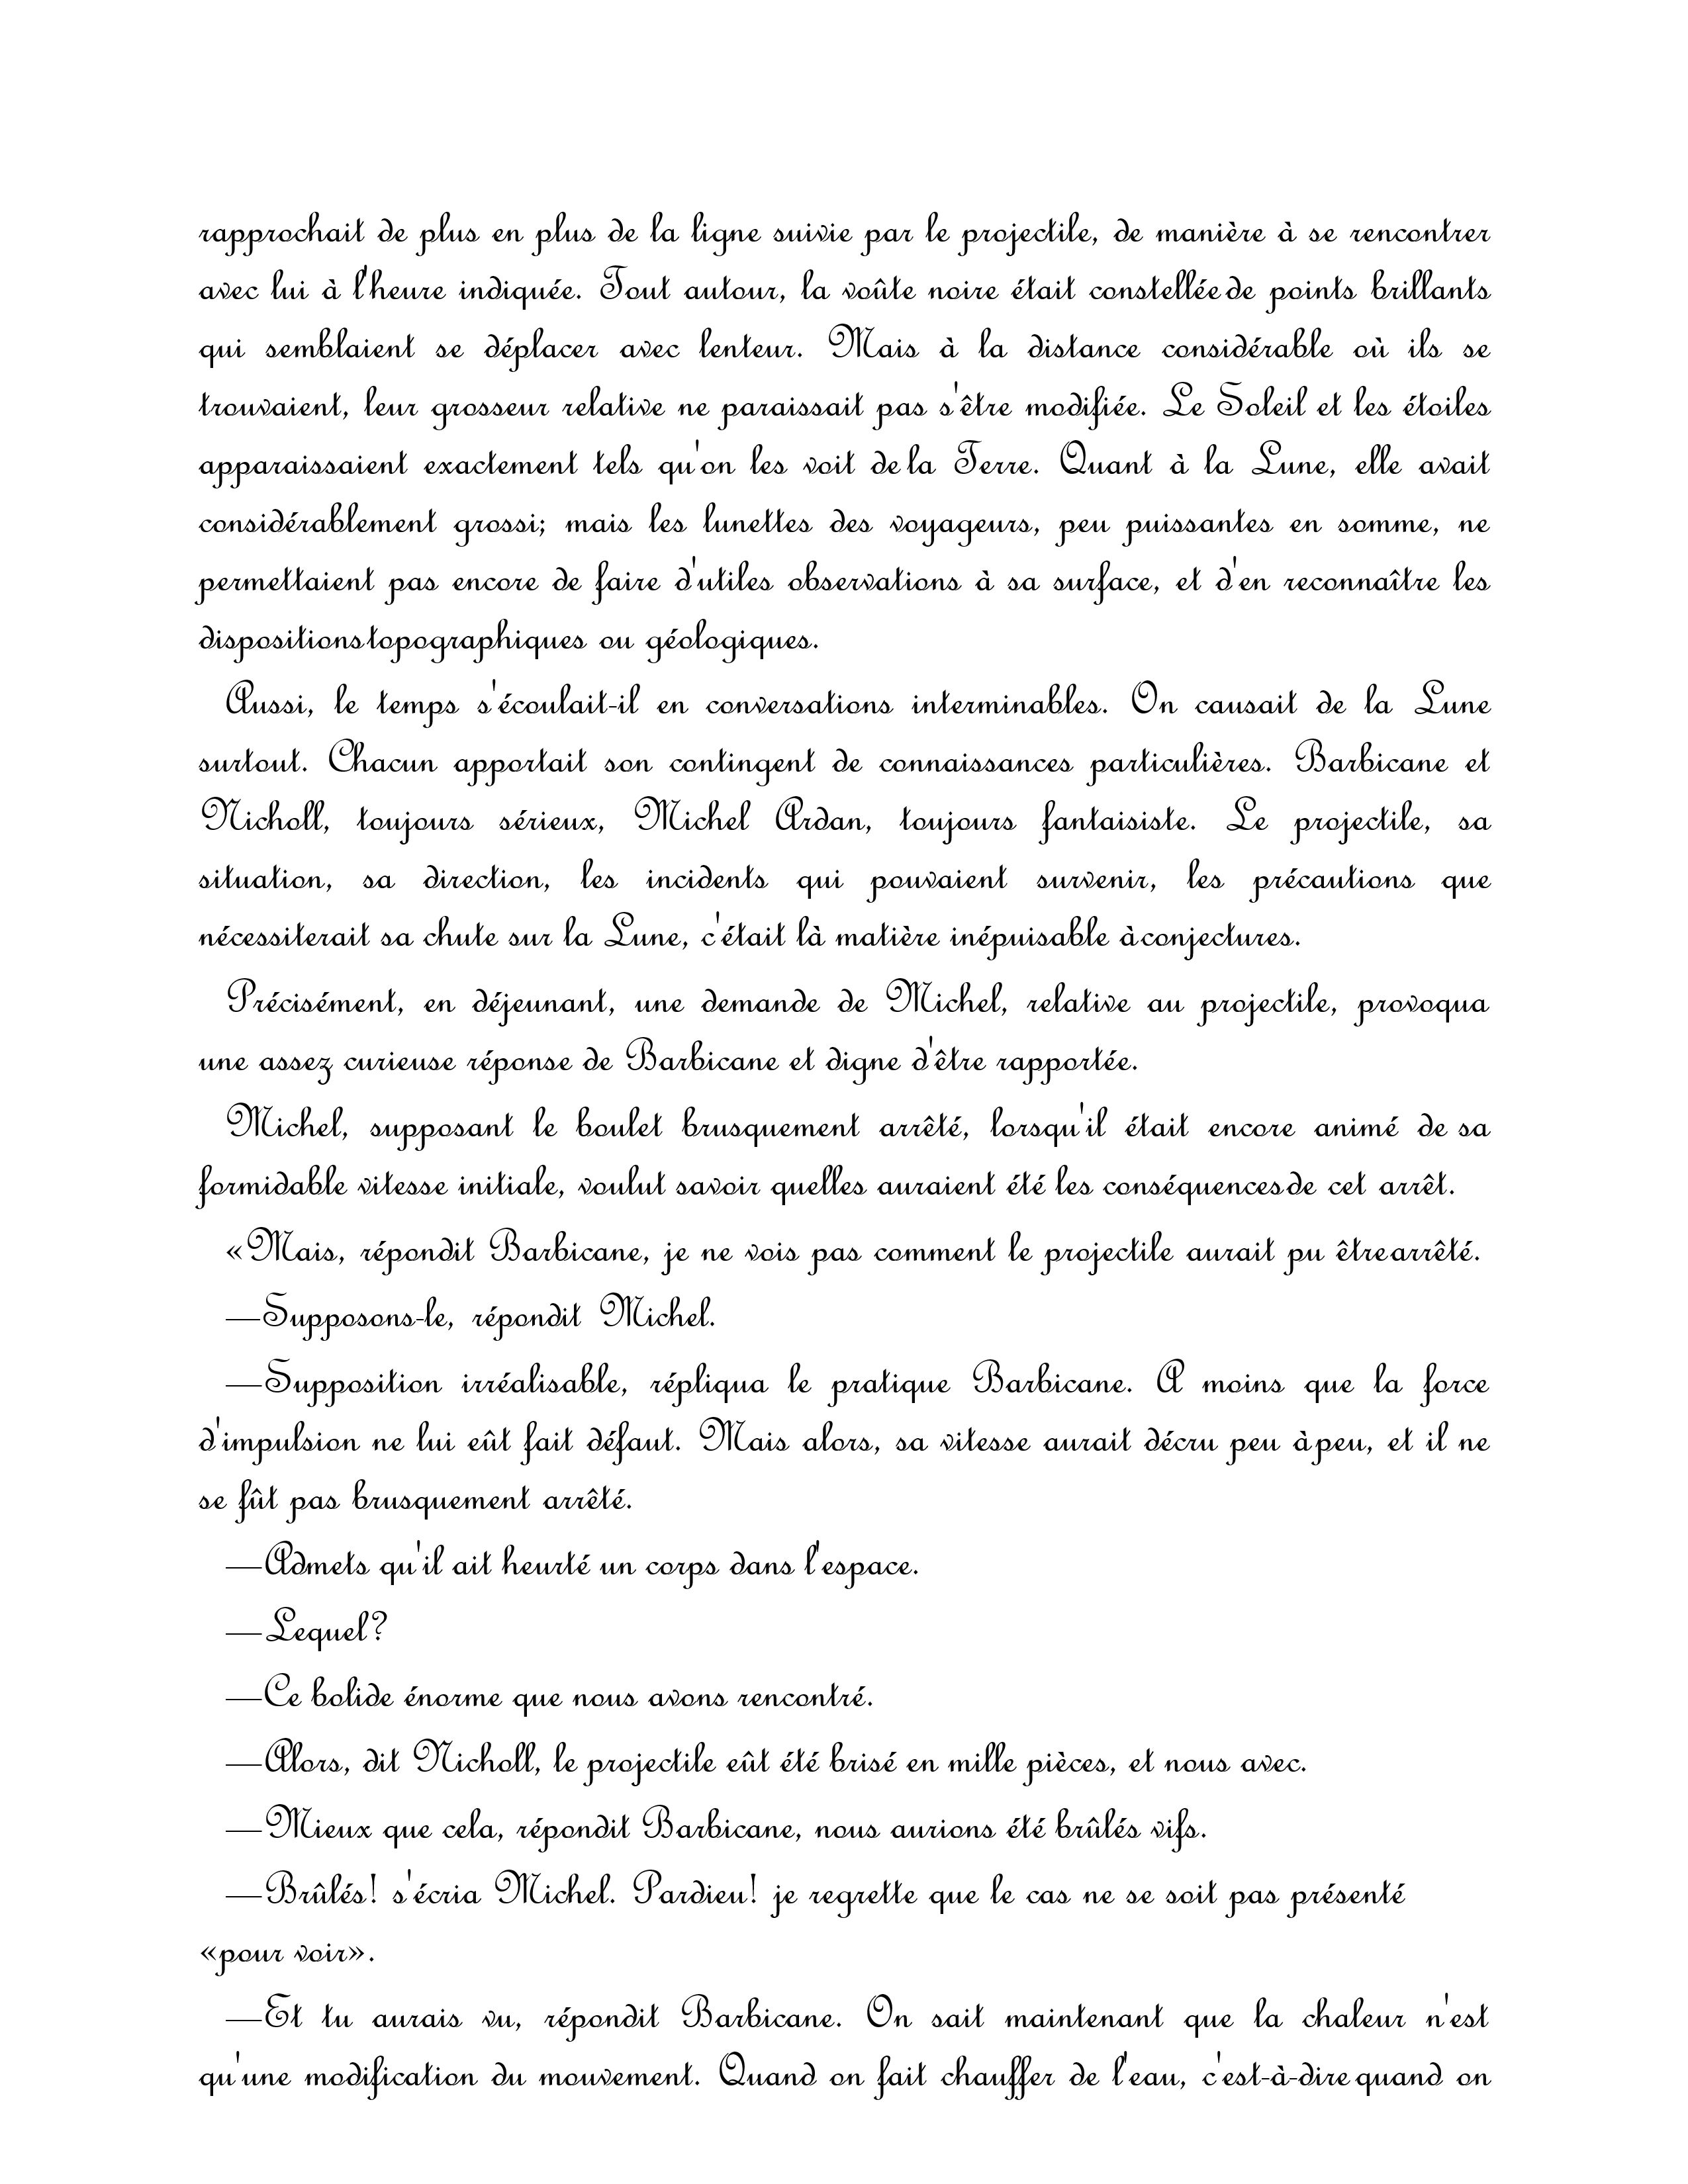 rapprochait de plus en plus de la ligne suivie par le projectile, de manière à se rencontrer
avec lui à l'heure indiquée. Tout autour, la voûte noire était constellée de points brillants
qui semblaient se déplacer avec lenteur. Mais à la distance considérable où ils se
trouvaient, leur grosseur relative ne paraissait pas s'être modifiée. Le Soleil et les étoiles
apparaissaient exactement tels qu'on les voit de la Terre. Quant à la Lune, elle avait
considérablement grossi; mais les lunettes des voyageurs, peu puissantes en somme, ne
permettaient pas encore de faire d'utiles observations à sa surface, et d'en reconnaître les
dispositions topographiques ou géologiques.
Aussi, le temps s'écoulait-il en conversations interminables. On causait de la Lune
surtout. Chacun apportait son contingent de connaissances particulières. Barbicane et
Nicholl, toujours sérieux, Michel Ardan, toujours fantaisiste. Le projectile, sa
situation, sa direction, les incidents qui pouvaient survenir, les précautions que
nécessiterait sa chute sur la Lune, c'était là matière inépuisable à conjectures.
Précisément, en déjeunant, une demande de Michel, relative au projectile, provoqua
une assez curieuse réponse de Barbicane et digne d'être rapportée.
Michel, supposant le boulet brusquement arrêté, lorsqu'il était encore animé de sa
formidable vitesse initiale, voulut savoir quelles auraient été les conséquences de cet arrêt.
«Mais, répondit Barbicane, je ne vois pas comment le projectile aurait pu être arrêté.
—Supposons-le, répondit Michel.
—Supposition irréalisable, répliqua le pratique Barbicane. A moins que la force
d'impulsion ne lui eût fait défaut. Mais alors, sa vitesse aurait décru peu à peu, et il ne
se fût pas brusquement arrêté.
—Admets qu'il ait heurté un corps dans l'espace.
—Lequel?
—Ce bolide énorme que nous avons rencontré.
—Alors, dit Nicholl, le projectile eût été brisé en mille pièces, et nous avec.
—Mieux que cela, répondit Barbicane, nous aurions été brûlés vifs.
—Brûlés! s'écria Michel. Pardieu! je regrette que le cas ne se soit pas présenté
«pour voir».
—Et tu aurais vu, répondit Barbicane. On sait maintenant que la chaleur n'est
qu'une modification du mouvement. Quand on fait chauffer de l'eau, c'est-à-dire quand on